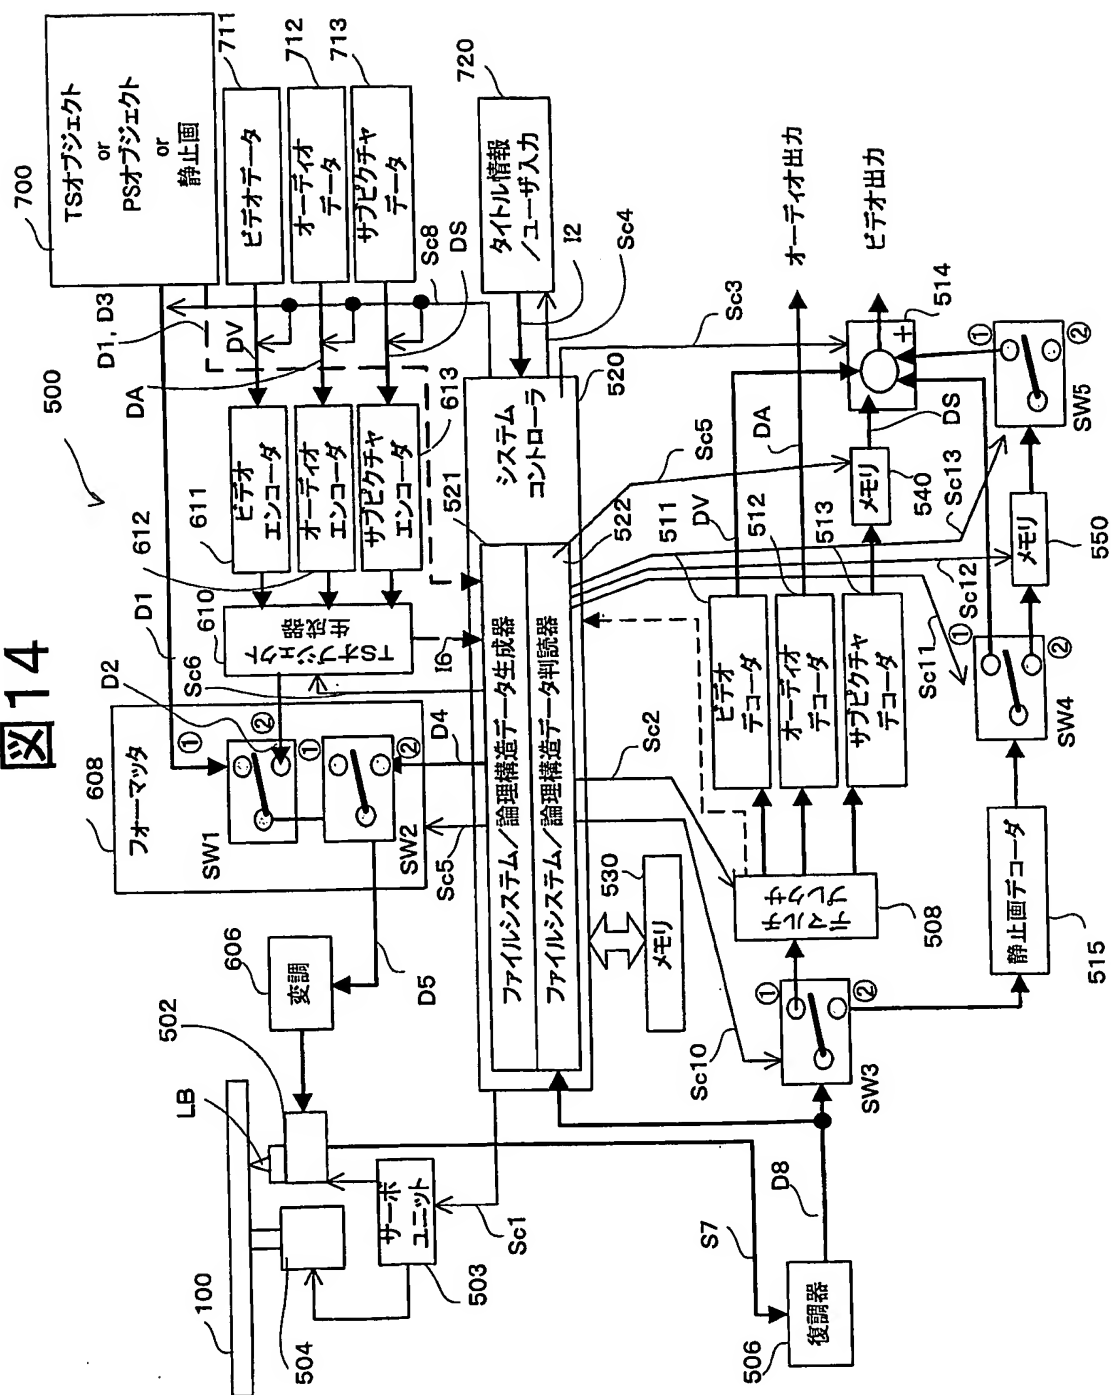 図14
500
100
LB
502
504
サーボ
ユニット
503
Sc1
606
変調
D5
608
フォーマッタ
SW1
SW2
①
②
①
②
D1
D2
D4
Sc5
Sc6
I6
610
TSオブジェクト
生成器
611
ビデオ
エンコーダ
612
オーディオ
エンコーダ
613
サブピクチャ
エンコーダ
DV
DA
DS
D1, D3
Sc8
700
TSオブジェクト
or
PSオブジェクト
or
静止画
711
ビデオデータ
712
オーディオ
データ
713
サブピクチャ
データ
720
タイトル情報
/ユーザ入力
I2
Sc4
520
システム
コントローラ
521
ファイルシステム/論理構造データ生成器
522
ファイルシステム/論理構造データ判読器
530
メモリ
Sc2
Sc10
Sc3
Sc5
Sc13
Sc12
Sc11
506
復調器
S7
D8
SW3
①
②
508
デマルチ
プレクサ
511
ビデオ
デコーダ
512
オーディオ
デコーダ
513
サブピクチャ
デコーダ
DV
DA
メモリ
540
DS
514
+
オーディオ出力
ビデオ出力
515
静止画デコーダ
SW4
①
②
メモリ
550
SW5
①
②